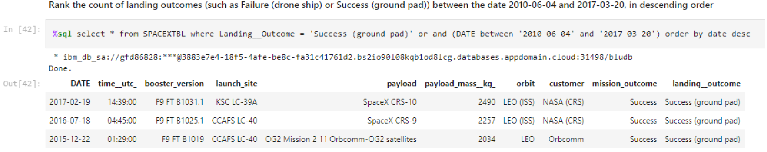 Rank the count of landing outcomes (such as Failure (drone ship) or Success (ground pad)) between the date 2010-06-04 and 2017-03-20, in descending order
In [42]: %sql select * from SPACEXTBL where Landing__Outcome = 'Success (ground pad)' or and (DATE between '2010-06-04' and '2017-03-20') order by date desc
* ibm_db_sa://gfd86828:***@3883e7e4-18f5-4afe-be8c-fa31c41761d2.bs2io90l08kqb1od8lcg.databases.appdomain.cloud:31498/biudb
Done.
Out[42]: DATE time__utc_ booster_version launch_site payload payload_mass__kg_ orbit customer mission_outcome landing__outcome
2017-02-19 14:39:00 F9 FT B1031.1 KSC LC-39A SpaceX CRS-10 2490 LEO (ISS) NASA (CRS) Success Success (ground pad)
2016-07-18 04:45:00 F9 FT B1025.1 CCAFS LC-40 SpaceX CRS-9 2257 LEO (ISS) NASA (CRS) Success Success (ground pad)
2015-12-22 01:29:00 F9 FT B1019 CCAFS LC-40 OG2 Mission 2 11 Orbcomm-OG2 satellites 2034 LEO Orbcomm Success Success (ground pad)